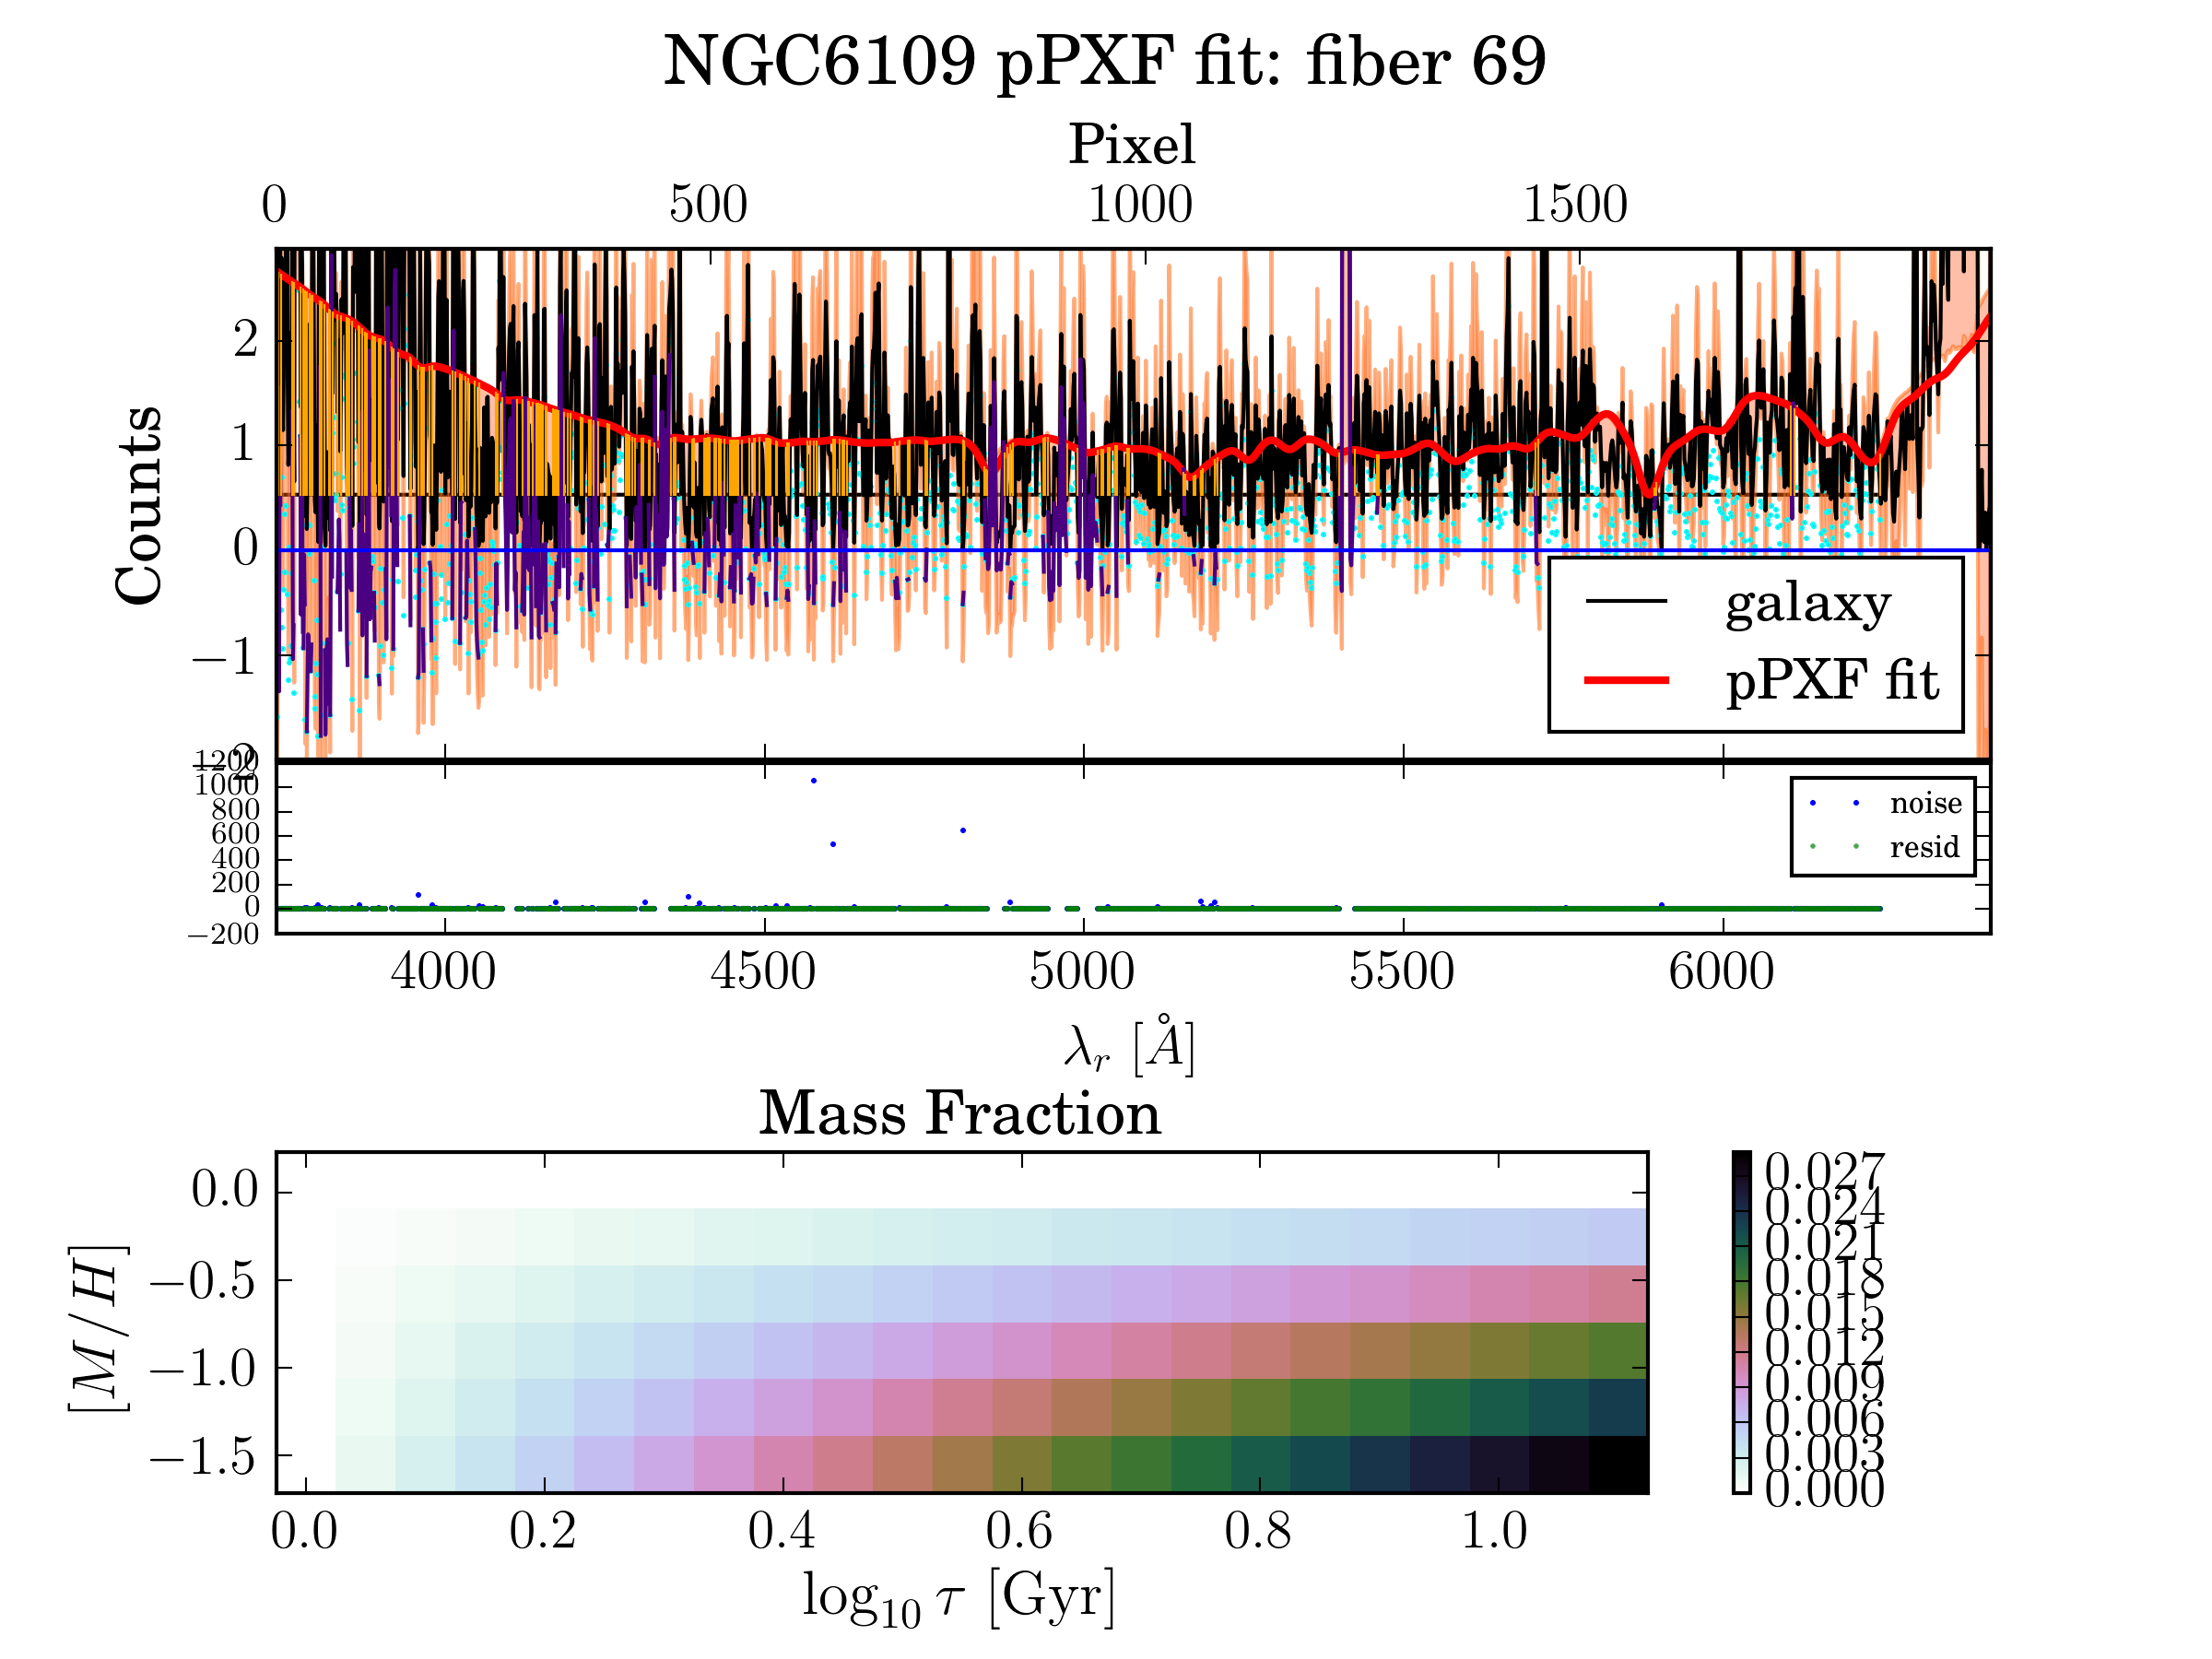 NGC6109 pPXF fit: fiber 69
Pixel
0 500 1000 1500
2
1
0
−1
−2
Counts
galaxy
pPXF fit
1200
1000
800
600
400
200
0
−200
noise
resid
4000 4500 5000 5500 6000
λr [Å]
Mass Fraction
0.0
−0.5
−1.0
−1.5
[M/H]
0.0 0.2 0.4 0.6 0.8 1.0
log10 τ [Gyr]
0.027
0.024
0.021
0.018
0.015
0.012
0.009
0.006
0.003
0.000